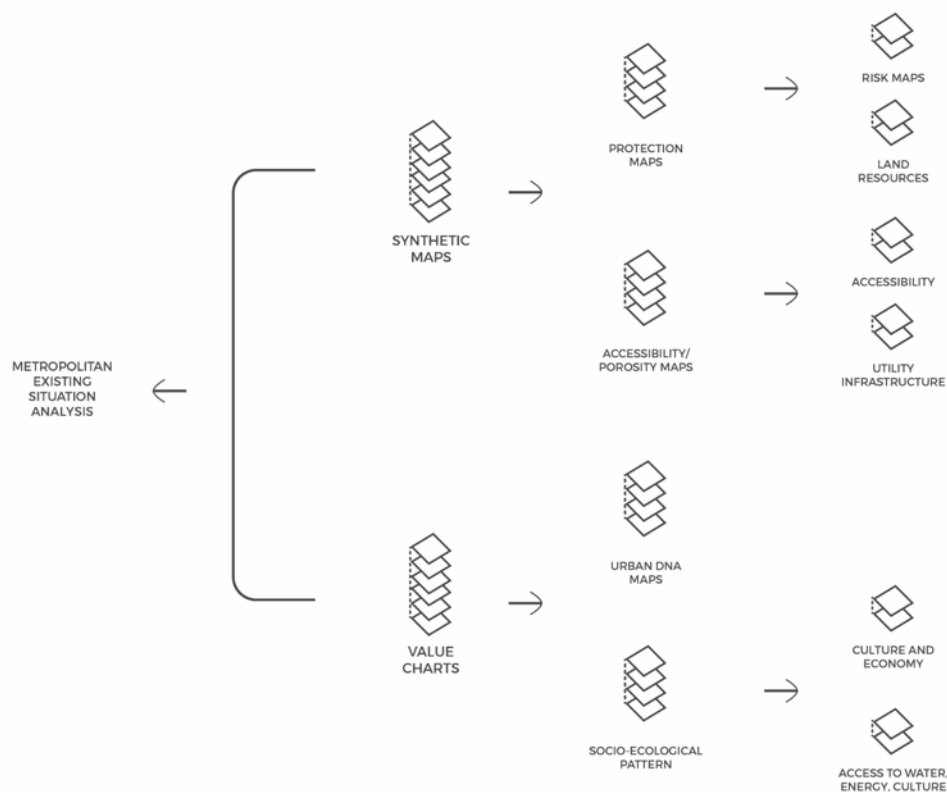 RISK MAPS
PROTECTION
MAPS
LAND
RESOURCES
SYNTHETIC
MAPS
ACCESSIBILITY
ACCESSIBILITY/
POROSITY MAPS
UTILITY
INFRASTRUCTURE
METROPOLITAN
EXISTING
SITUATION
ANALYSIS
URBAN DNA
MAPS
VALUE
CHARTS
CULTURE AND
ECONOMY
SOCIO-ECOLOGICAL
PATTERN
ACCESS TO WATER,
ENERGY, CULTURE